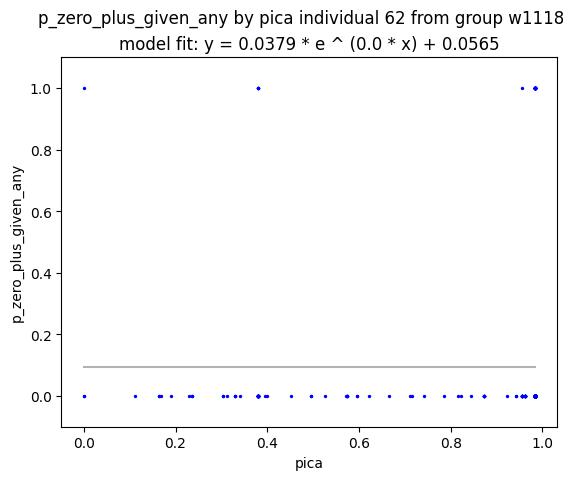 p_zero_plus_given_any by pica individual 62 from group w1118
model fit: y = 0.0379 * e ^ (0.0 * x) + 0.0565
1.0
0.8
0.6
0.4
0.2
0.0
p_zero_plus_given_any
0.0 0.2 0.4 0.6 0.8 1.0
pica